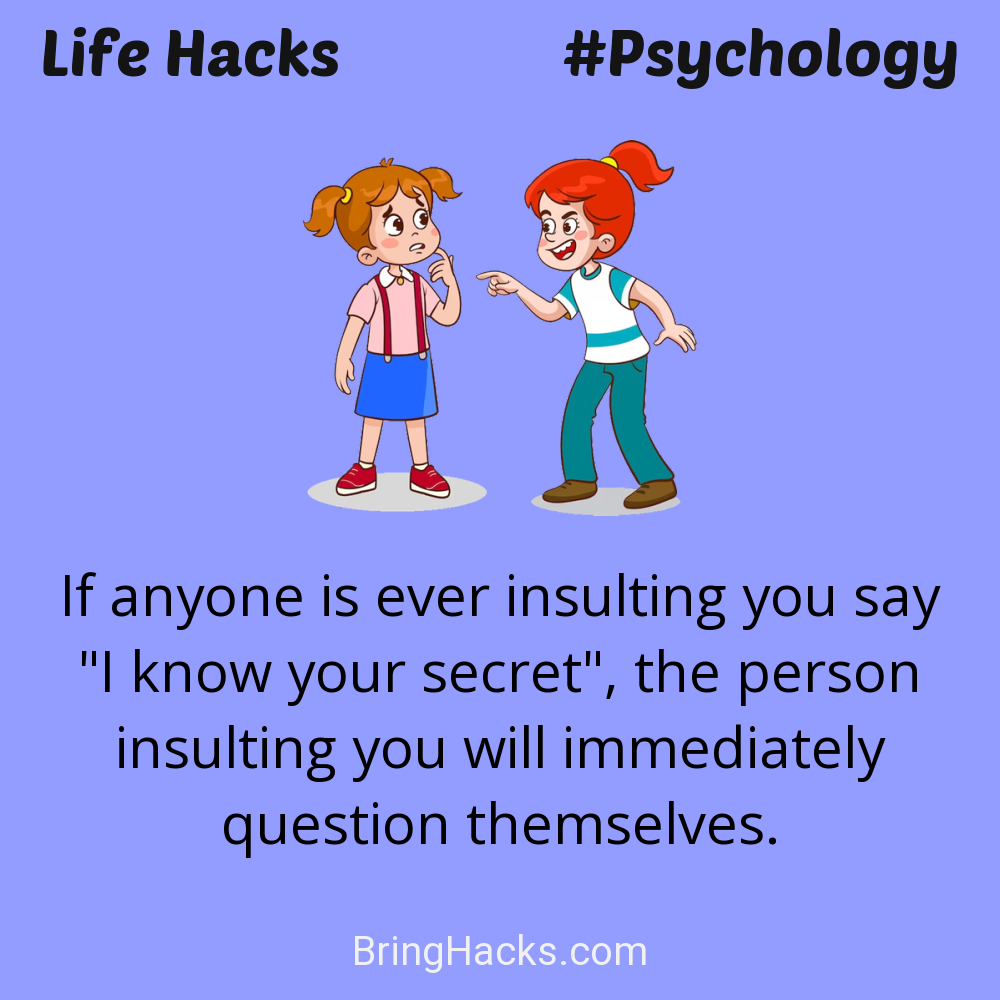 Life Hacks
#Psychology
If anyone is ever insulting you say
"I know your secret", the person
insulting you will immediately
question themselves.
BringHacks.com